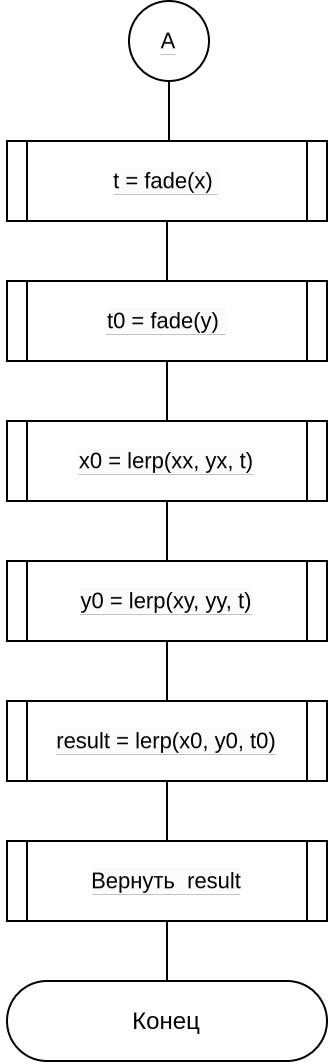 A
t = fade(x)
t0 = fade(y)
x0 = lerp(xx, yx, t)
y0 = lerp(xy, yy, t)
result = lerp(x0, y0, t0)
Вернуть  result
Конец